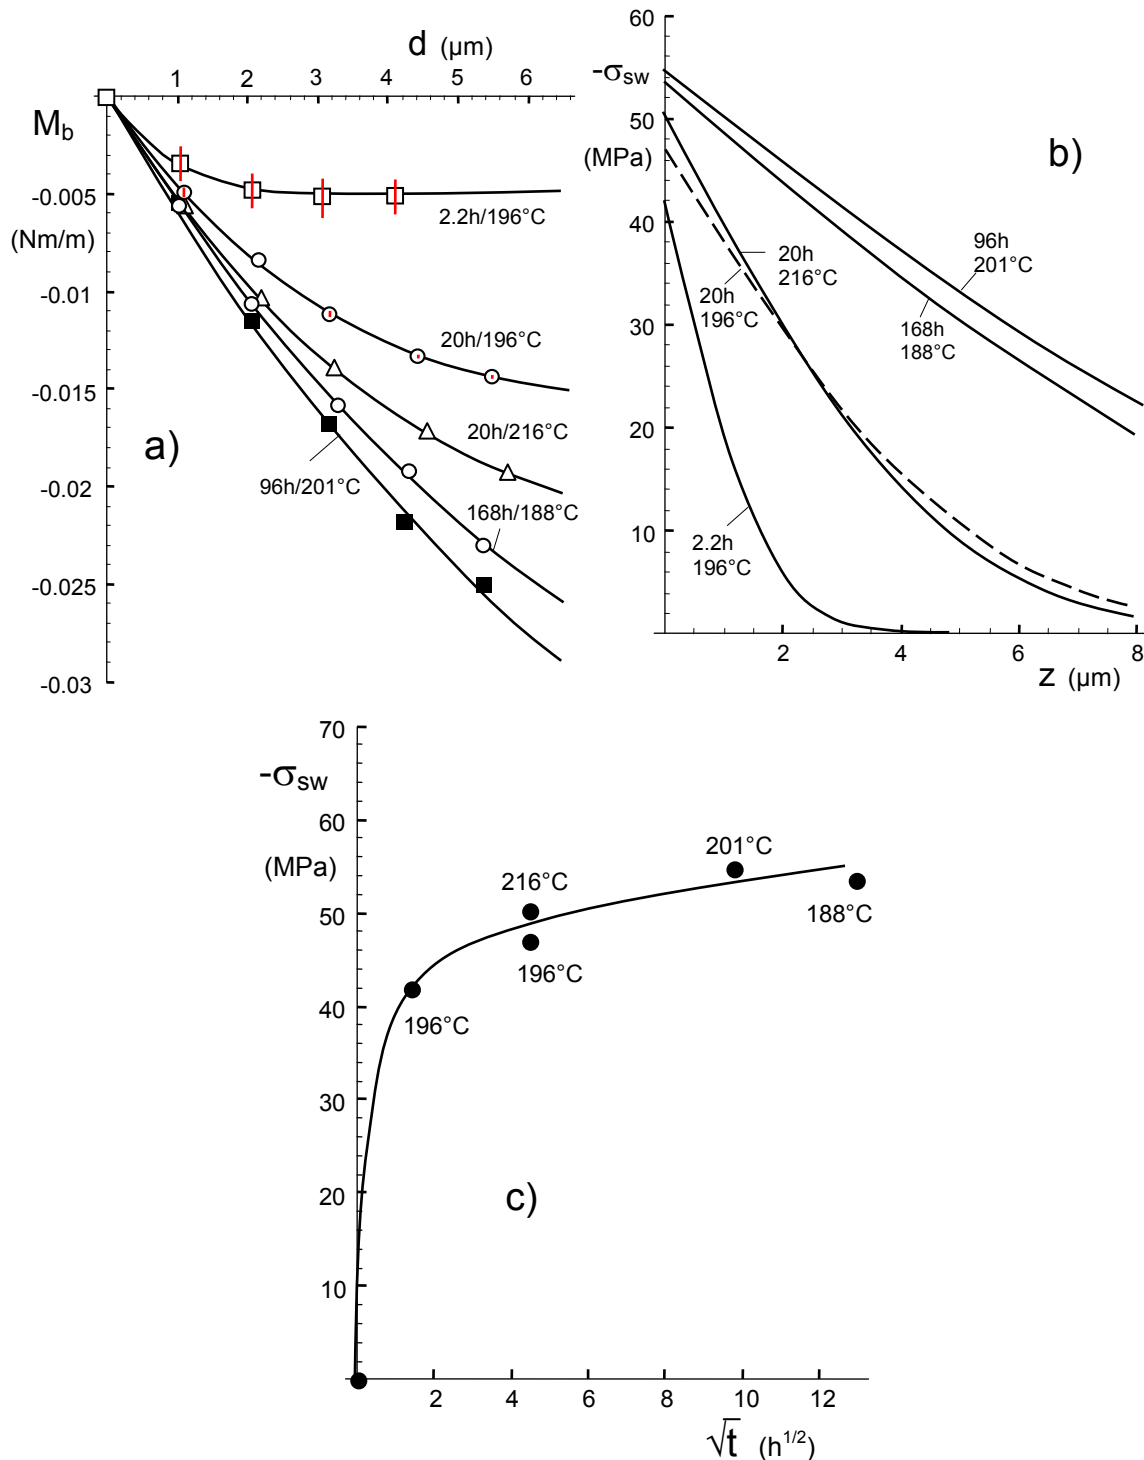 d (µm)
1 2 3 4 5 6
M_b
-0.005
(Nm/m)
-0.01
-0.015
-0.02
-0.025
-0.03
2.2h/196°C
20h/196°C
20h/216°C
96h/201°C
168h/188°C
a)
60
-σ_sw
50
(MPa)
40
30
20
10
b)
96h
201°C
20h
216°C
20h
196°C
168h
188°C
2.2h
196°C
2 4 6 8
z (µm)
70
-σ_sw
60
(MPa)
50
40
30
20
10
201°C
216°C
188°C
196°C
196°C
c)
2 4 6 8 10 12
√t (h^1/2)